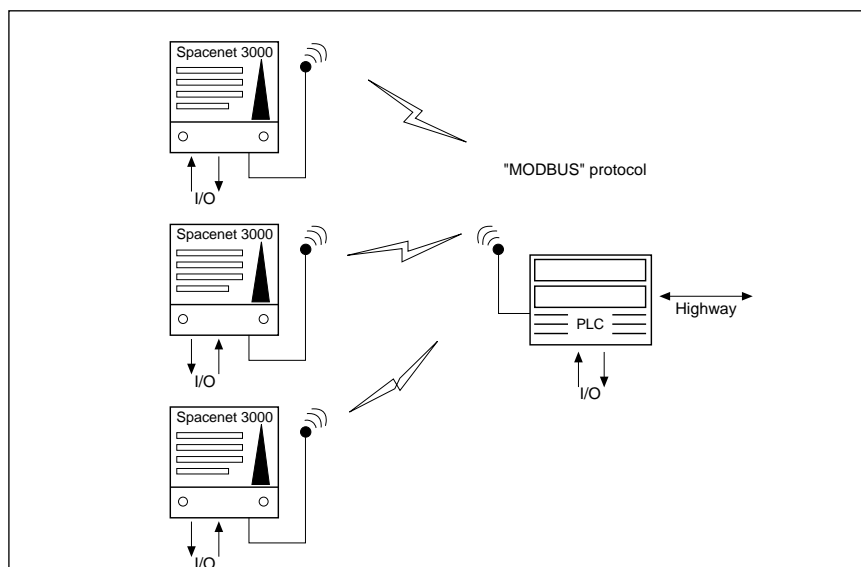 Spacenet 3000
I/O
"MODBUS" protocol
Spacenet 3000
I/O
PLC
Highway
I/O
Spacenet 3000
I/O